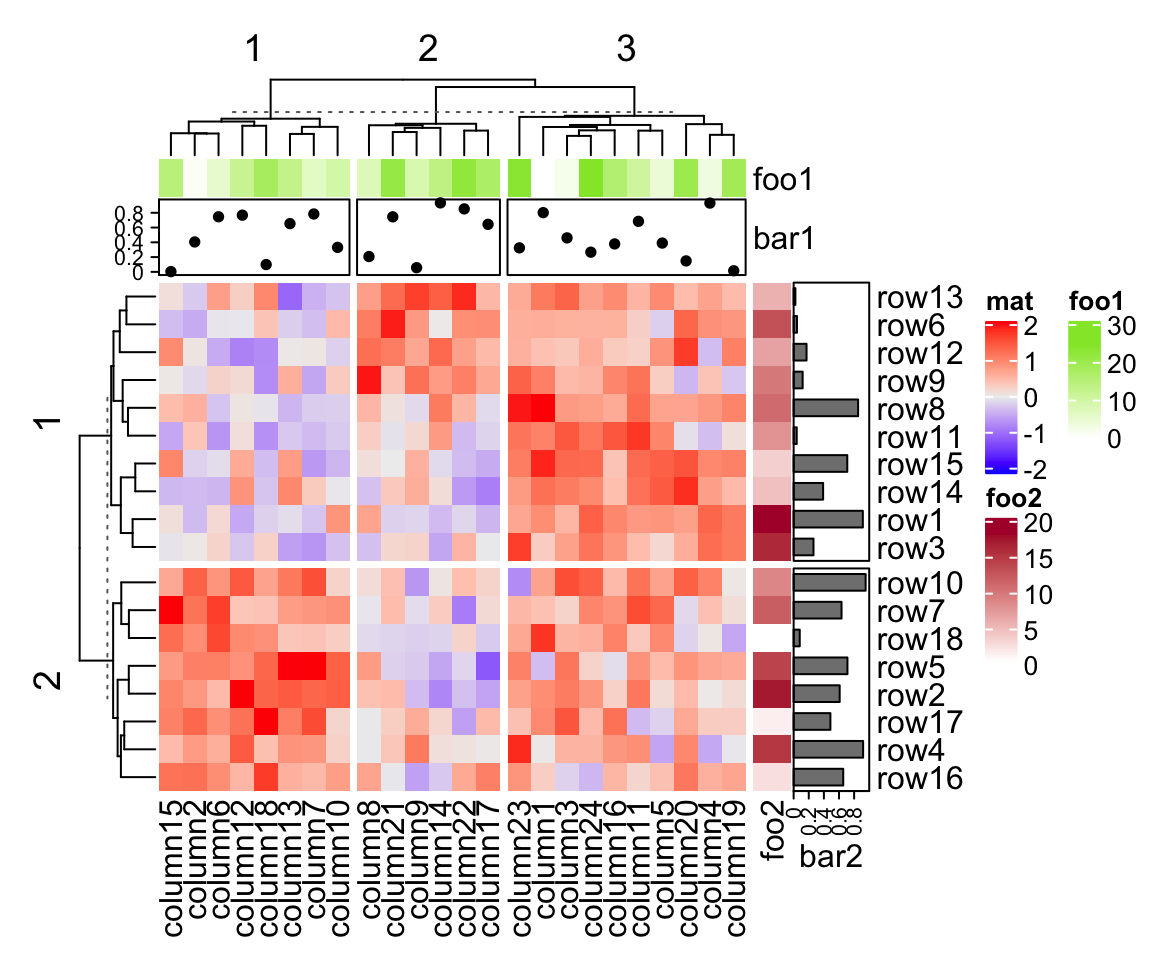 1 2 3
foo1
0.8
0.6
0.4
0.2
0
bar1
1
2
row13
row6
row12
row9
row8
row11
row15
row14
row1
row3
row10
row7
row18
row5
row2
row17
row4
row16
column15
column2
column6
column12
column18
column13
column7
column10
column8
column21
column9
column14
column22
column17
column23
column1
column3
column24
column16
column11
column5
column20
column4
column19
foo2
0
0.2
0.4
0.6
0.8
bar2
mat
2
1
0
-1
-2
foo1
30
20
10
0
foo2
20
15
10
5
0